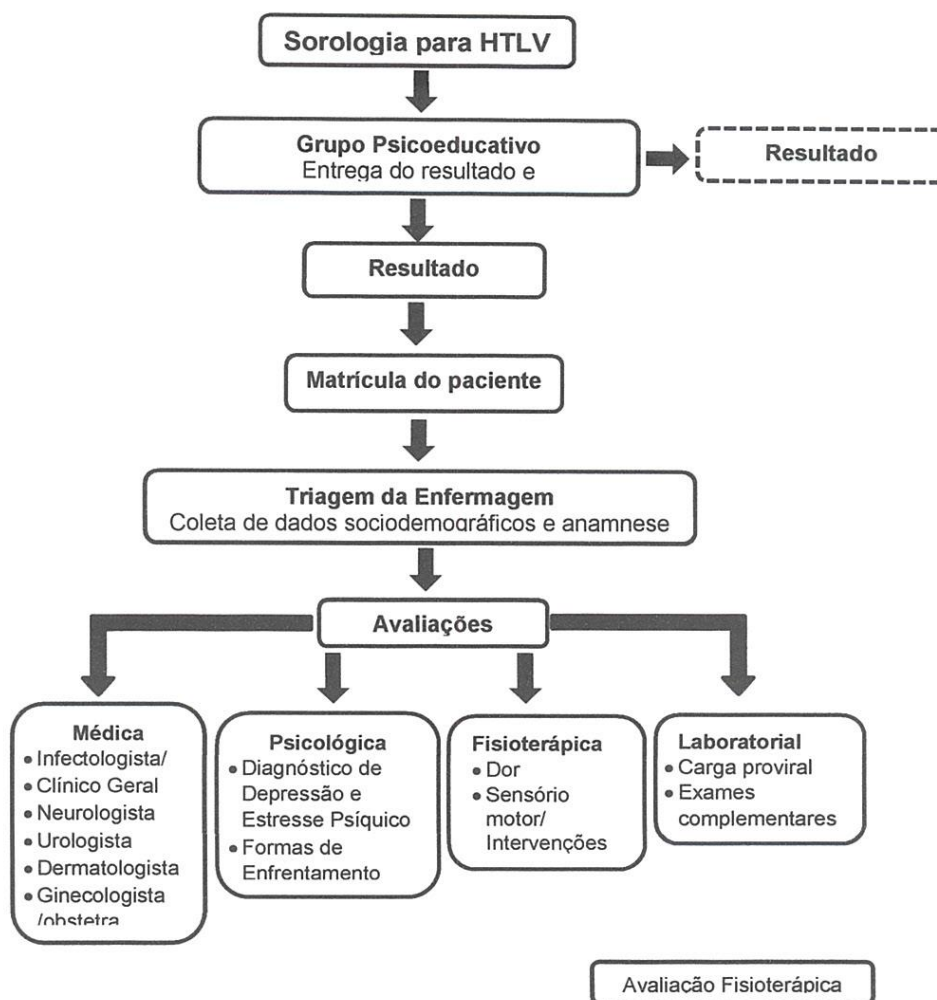 Sorologia para HTLV
Grupo Psicoeducativo
Entrega do resultado e
Resultado
Resultado
Matrícula do paciente
Triagem da Enfermagem
Coleta de dados sociodemográficos e anamnese
Avaliações
Médica
• Infectologista/
• Clínico Geral
• Neurologista
• Urologista
• Dermatologista
• Ginecologista
/obstetra
Psicológica
• Diagnóstico de
Depressão e
Estresse Psíquico
• Formas de
Enfrentamento
Fisioterápica
• Dor
• Sensório
motor/
Intervenções
Laboratorial
• Carga proviral
• Exames
complementares
Avaliação Fisioterápica